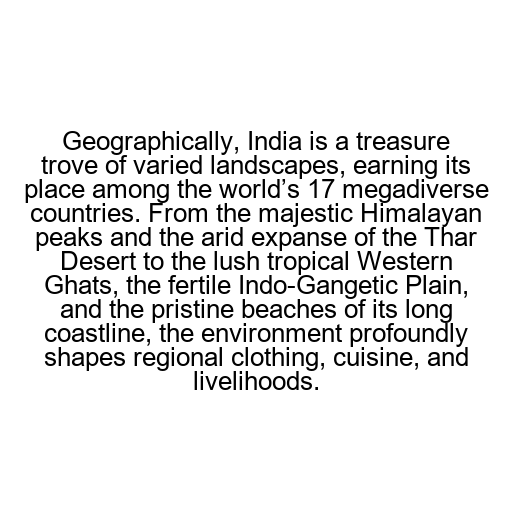 Geographically, India is a treasure
trove of varied landscapes, earning its
place among the world’s 17 megadiverse
countries. From the majestic Himalayan
peaks and the arid expanse of the Thar
Desert to the lush tropical Western
Ghats, the fertile Indo-Gangetic Plain,
and the pristine beaches of its long
coastline, the environment profoundly
shapes regional clothing, cuisine, and
livelihoods.